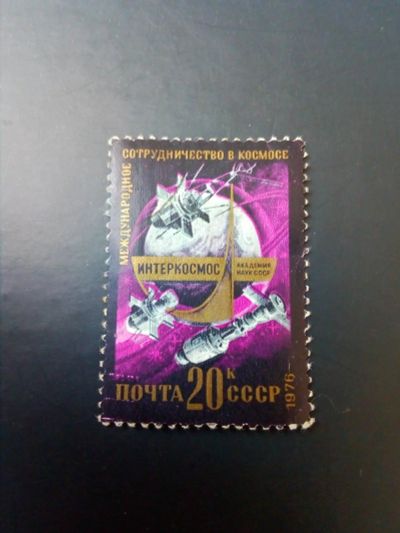 МЕЖДУНАРОДНОЕ
СОТРУДНИЧЕСТВО В КОСМОСЕ
ИНТЕРКОСМОС
АКАДЕМИЯ
НАУК СССР
ПОЧТА 20К СССР
1976